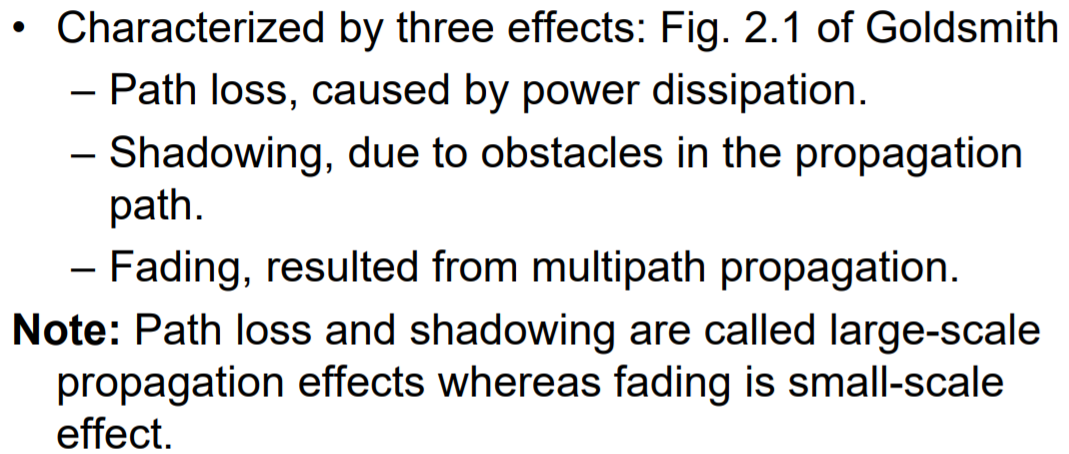 • Characterized by three effects: Fig. 2.1 of Goldsmith
– Path loss, caused by power dissipation.
– Shadowing, due to obstacles in the propagation
path.
– Fading, resulted from multipath propagation.
Note: Path loss and shadowing are called large-scale
propagation effects whereas fading is small-scale
effect.